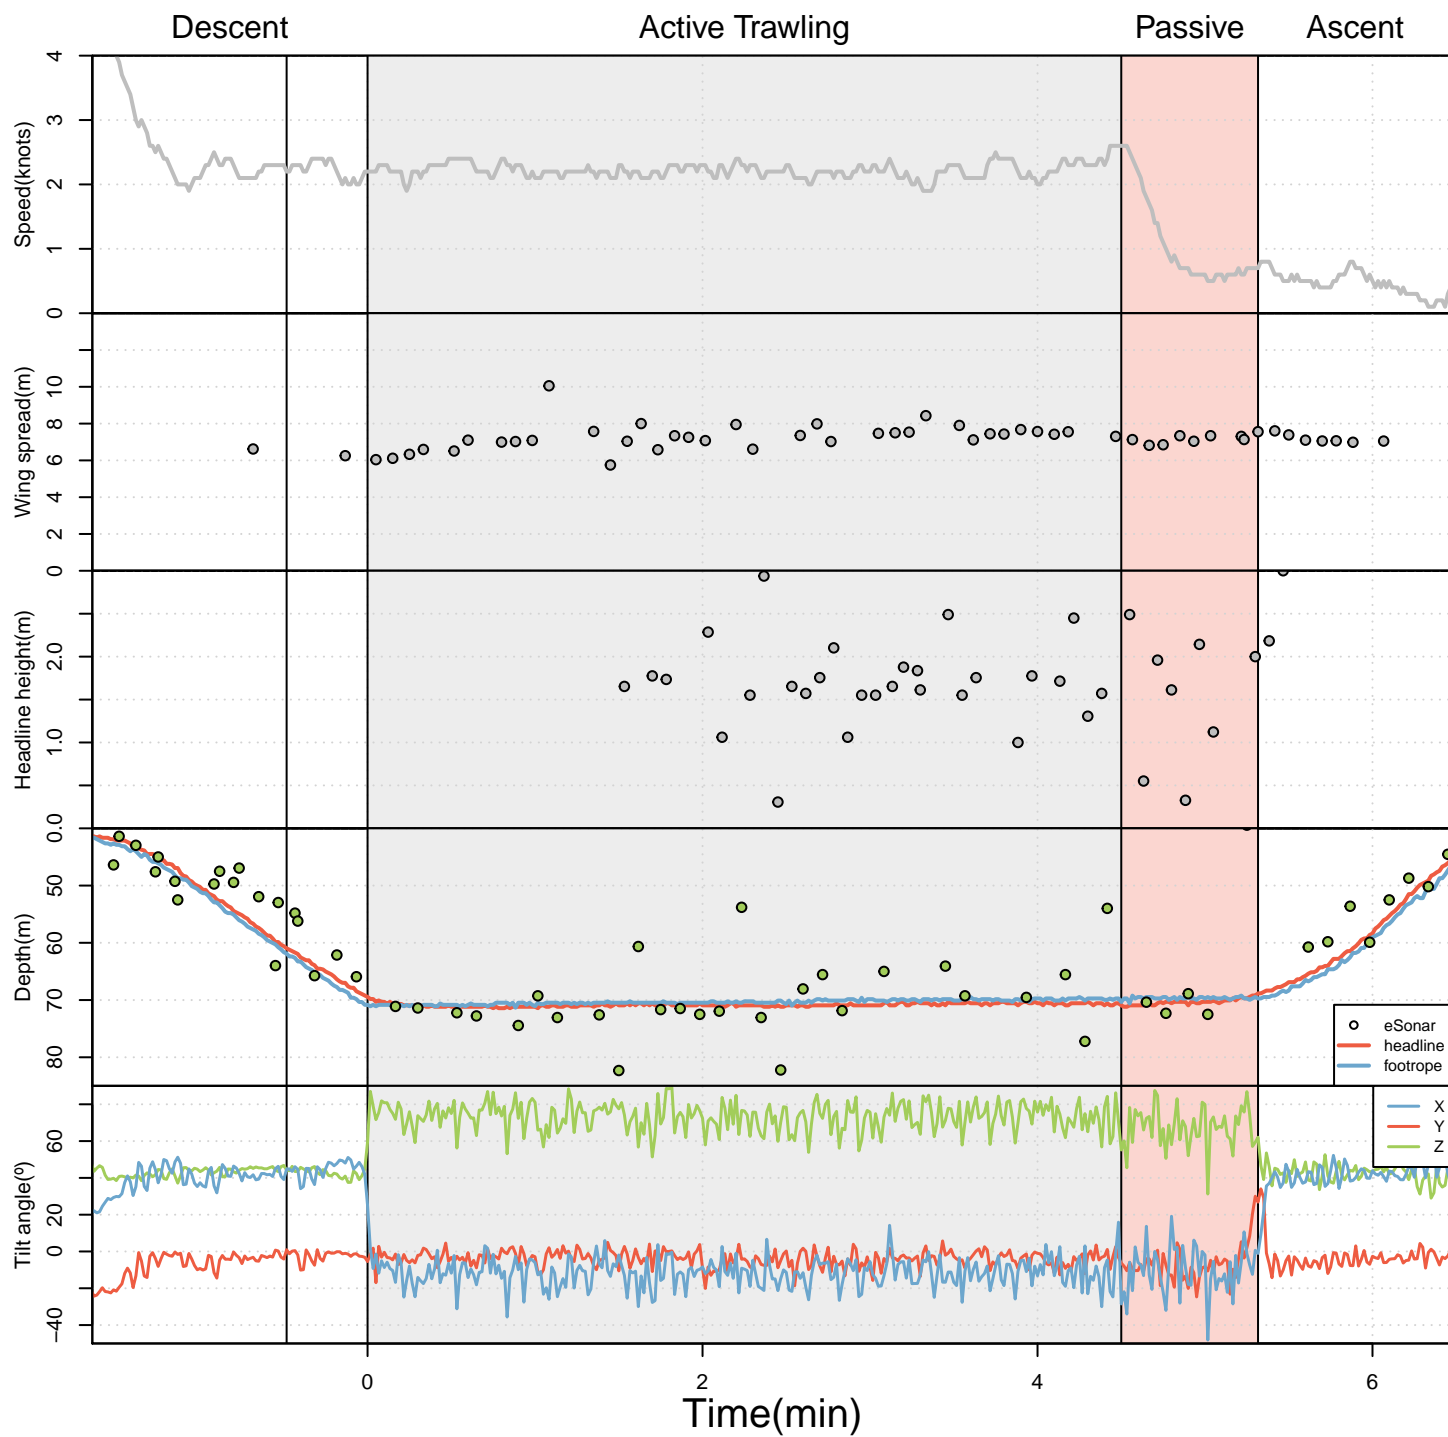 Descent Active Trawling Passive Ascent
Speed(knots)
4
3
2
1
0
Wing spread(m)
10
8
6
4
2
0
Headline height(m)
2.0
1.0
0.0
Depth(m)
50
60
70
80
eSonar
headline
footrope
Tilt angle(º)
60
20
0
−40
X
Y
Z
0 2 4 6
Time(min)